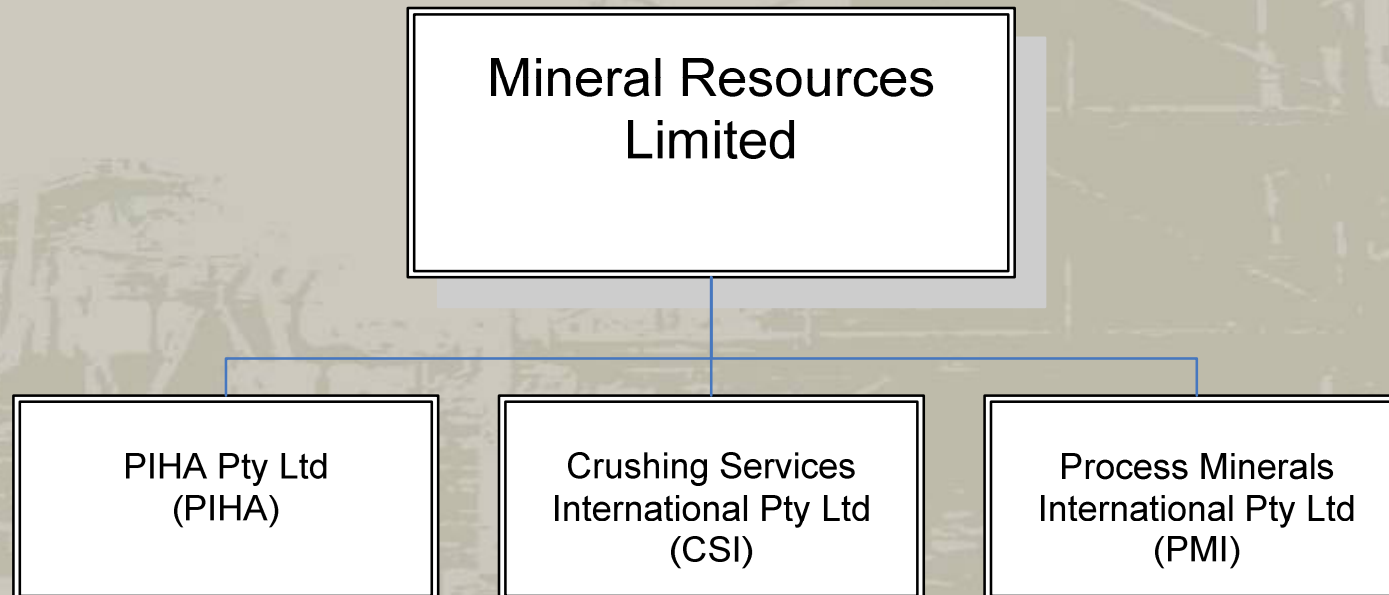 Mineral Resources
Limited
PIHA Pty Ltd
(PIHA)
Crushing Services
International Pty Ltd
(CSI)
Process Minerals
International Pty Ltd
(PMI)